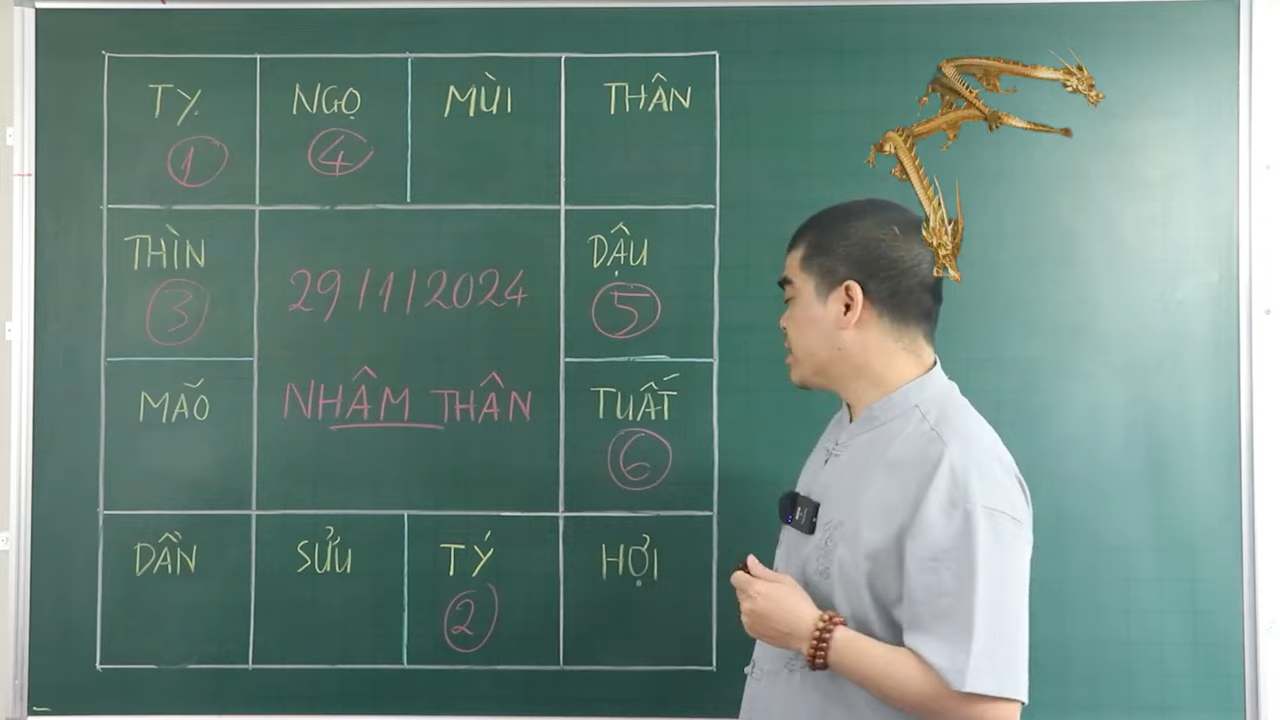 TỴ NGỌ MÙI THÂN
① ④
THÌN DẬU
③ 29/1/2024 ⑤
MÃO NHÂM THÂN TUẤT
⑥
DẦN SỬU TÝ HỢI
②